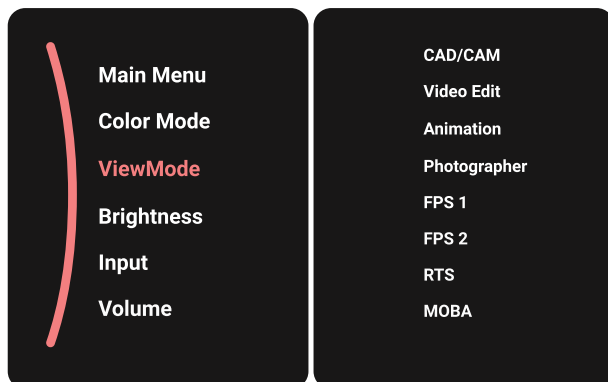 Main Menu
Color Mode
ViewMode
Brightness
Input
Volume
CAD/CAM
Video Edit
Animation
Photographer
FPS 1
FPS 2
RTS
MOBA